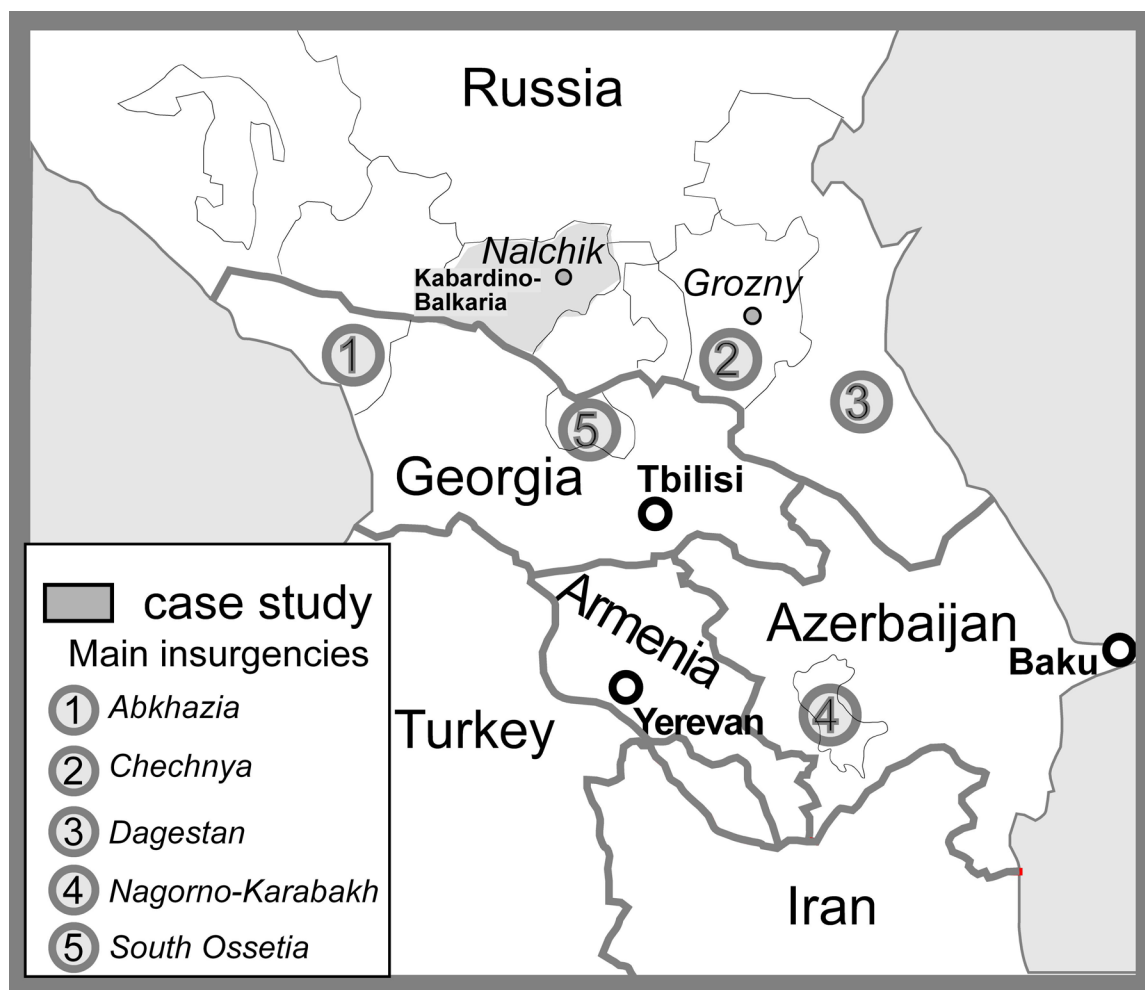 Russia
Nalchik
Kabardino-
Balkaria
Grozny
1
2
3
5
Georgia
Tbilisi
Armenia
Azerbaijan
Baku
Yerevan
4
Turkey
Iran
case study
Main insurgencies
1 Abkhazia
2 Chechnya
3 Dagestan
4 Nagorno-Karabakh
5 South Ossetia